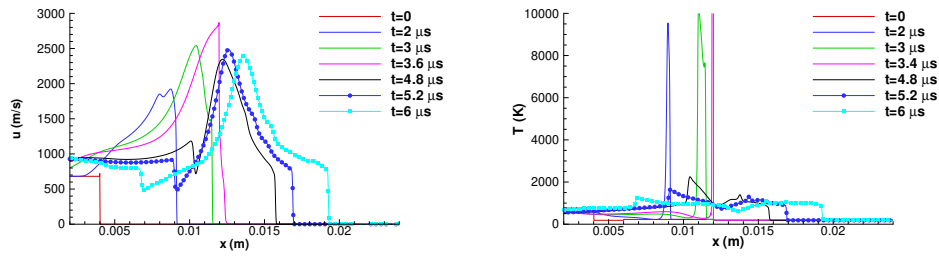 3000
2500
2000
1500
1000
500
0
u (m/s)
0.005
0.01
0.015
0.02
x (m)
t=0
t=2 μs
t=3 μs
t=3.6 μs
t=4.8 μs
t=5.2 μs
t=6 μs
10000
8000
6000
4000
2000
T (K)
0.005
0.01
0.015
0.02
x (m)
t=0
t=2 μs
t=3 μs
t=3.4 μs
t=4.8 μs
t=5.2 μs
t=6 μs